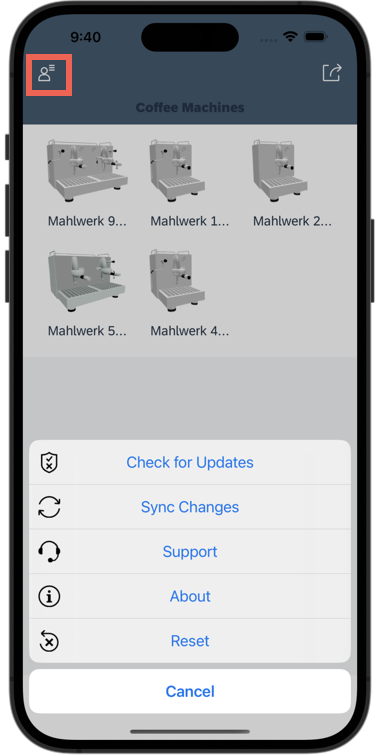 9:40
Coffee Machines
Mahlwerk 9... Mahlwerk 1... Mahlwerk 2...
Mahlwerk 5... Mahlwerk 4...
Check for Updates
Sync Changes
Support
About
Reset
Cancel